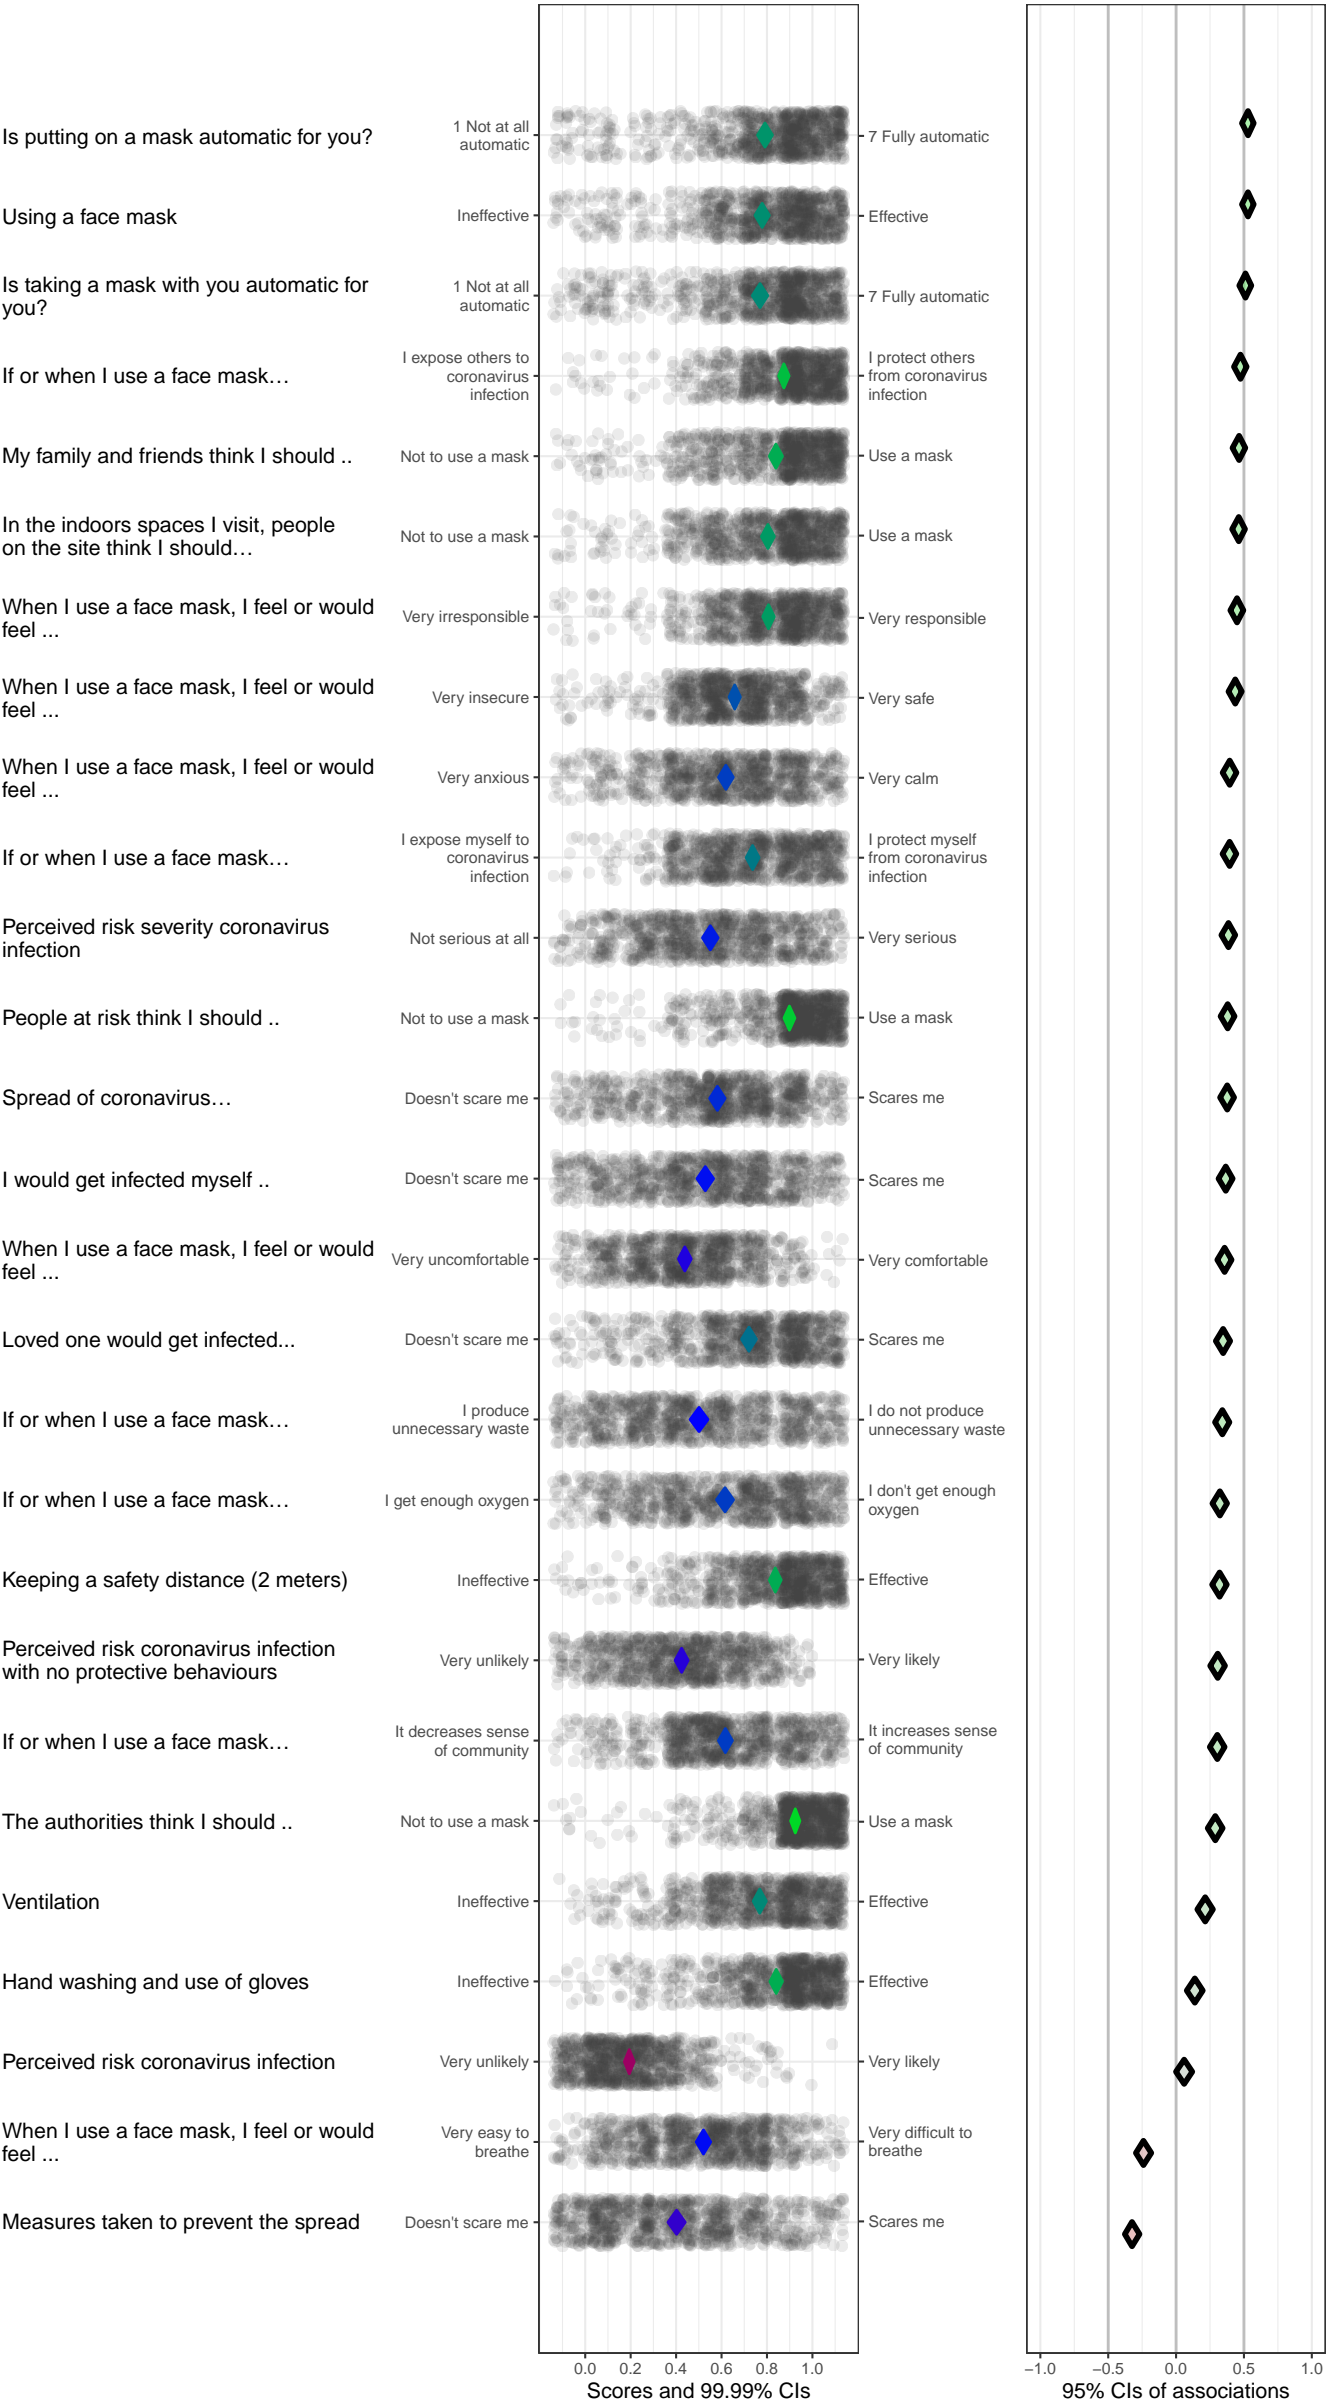 Is putting on a mask automatic for you?
1 Not at all
automatic
7 Fully automatic
Using a face mask
Ineffective
Effective
Is taking a mask with you automatic for
you?
1 Not at all
automatic
7 Fully automatic
If or when I use a face mask…
I expose others to
coronavirus
infection
I protect others
from coronavirus
infection
My family and friends think I should ..
Not to use a mask
Use a mask
In the indoors spaces I visit, people
on the site think I should…
Not to use a mask
Use a mask
When I use a face mask, I feel or would
feel ...
Very irresponsible
Very responsible
When I use a face mask, I feel or would
feel ...
Very insecure
Very safe
When I use a face mask, I feel or would
feel ...
Very anxious
Very calm
If or when I use a face mask…
I expose myself to
coronavirus
infection
I protect myself
from coronavirus
infection
Perceived risk severity coronavirus
infection
Not serious at all
Very serious
People at risk think I should ..
Not to use a mask
Use a mask
Spread of coronavirus…
Doesn't scare me
Scares me
I would get infected myself ..
Doesn't scare me
Scares me
When I use a face mask, I feel or would
feel ...
Very uncomfortable
Very comfortable
Loved one would get infected...
Doesn't scare me
Scares me
If or when I use a face mask…
I produce
unnecessary waste
I do not produce
unnecessary waste
If or when I use a face mask…
I get enough oxygen
I don't get enough
oxygen
Keeping a safety distance (2 meters)
Ineffective
Effective
Perceived risk coronavirus infection
with no protective behaviours
Very unlikely
Very likely
If or when I use a face mask…
It decreases sense
of community
It increases sense
of community
The authorities think I should ..
Not to use a mask
Use a mask
Ventilation
Ineffective
Effective
Hand washing and use of gloves
Ineffective
Effective
Perceived risk coronavirus infection
Very unlikely
Very likely
When I use a face mask, I feel or would
feel ...
Very easy to
breathe
Very difficult to
breathe
Measures taken to prevent the spread
Doesn't scare me
Scares me
0.0 0.2 0.4 0.6 0.8 1.0
Scores and 99.99% CIs
−1.0 −0.5 0.0 0.5 1.0
95% CIs of associations